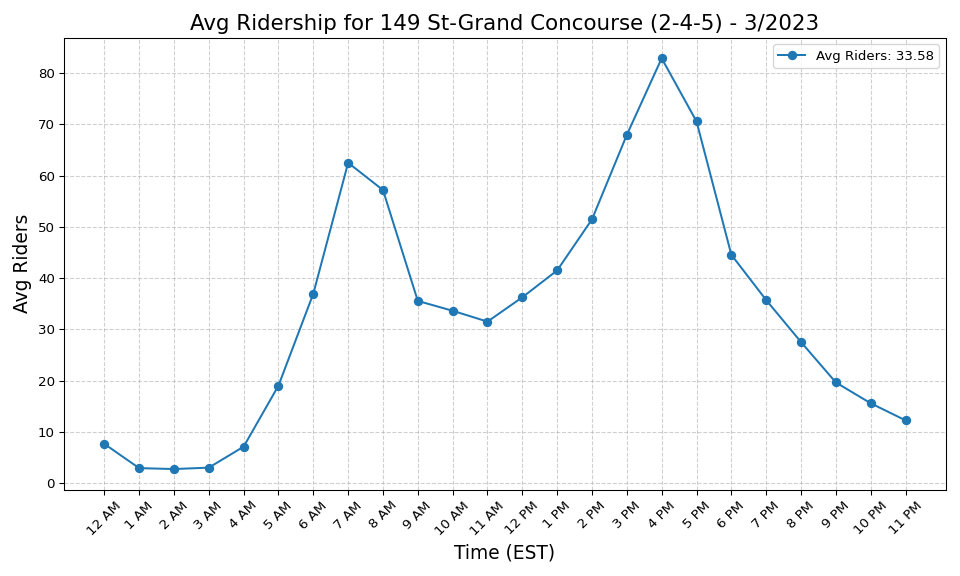 Avg Ridership for 149 St-Grand Concourse (2-4-5) - 3/2023
Avg Riders: 33.58
Avg Riders
80
70
60
50
40
30
20
10
0
12 AM
1 AM
2 AM
3 AM
4 AM
5 AM
6 AM
7 AM
8 AM
9 AM
10 AM
11 AM
12 PM
1 PM
2 PM
3 PM
4 PM
5 PM
6 PM
7 PM
8 PM
9 PM
10 PM
11 PM
Time (EST)